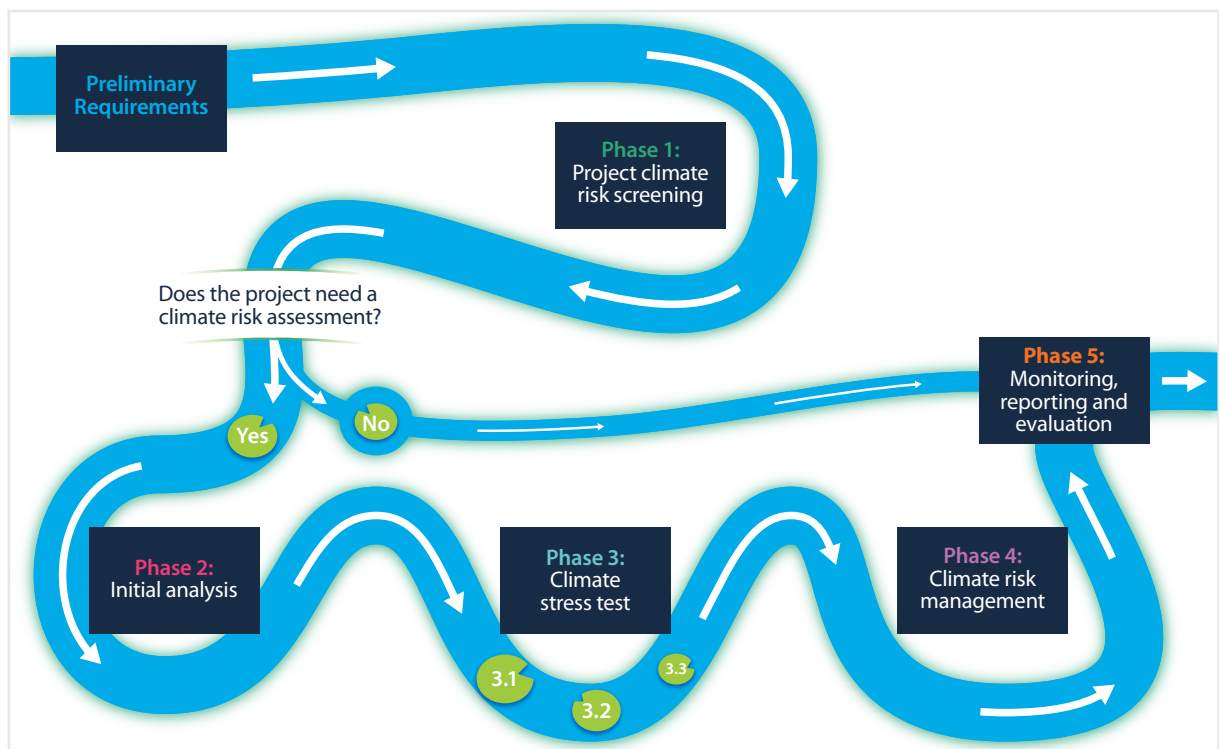 Preliminary
Requirements
Phase 1:
Project climate
risk screening
Does the project need a
climate risk assessment?
Yes
No
Phase 5:
Monitoring,
reporting and
evaluation
Phase 2:
Initial analysis
Phase 3:
Climate
stress test
3.1
3.2
3.3
Phase 4:
Climate risk
management